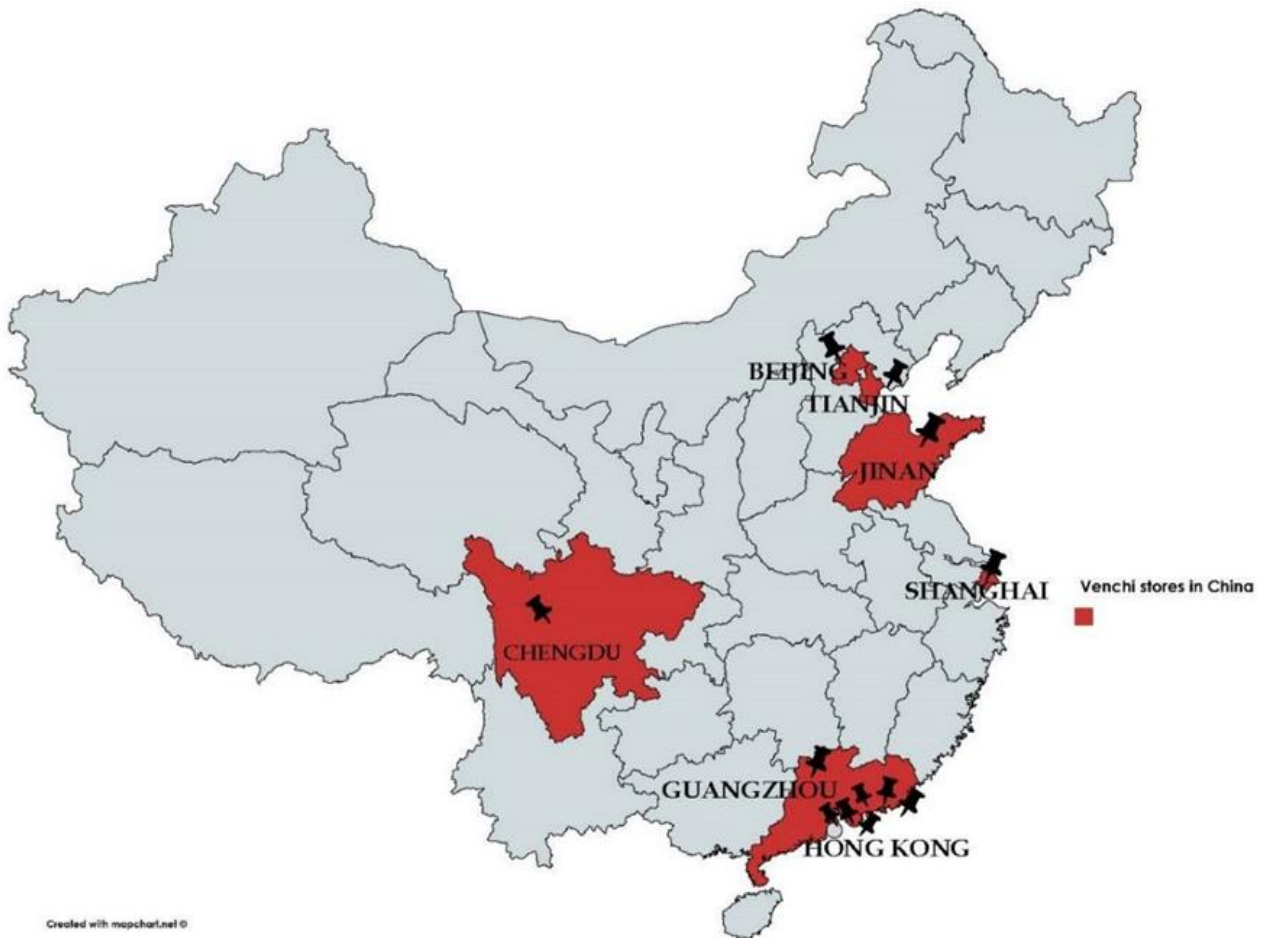 BEIJING
TIANJIN
JINAN
SHANGHAI
Venchi stores in China
CHENGDU
GUANGZHOU
HONG KONG
Created with mapchart.net ©